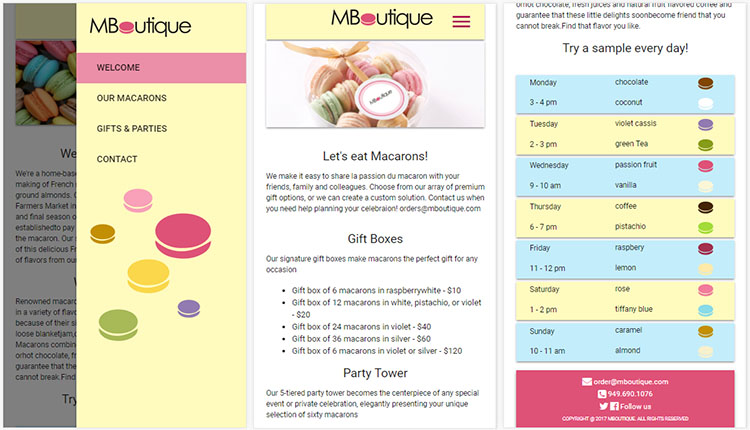 MBoutique
WELCOME
OUR MACARONS
GIFTS & PARTIES
CONTACT
We
We're a home-base
making of French
ground almonds. C
Farmers Market in
and final season o
establishedto pay
the macaron. Our s
of this delicious Fr
of flavors from our
W
Renowned macaro
in a variety of flavo
because of their si
loose blanketjam,c
Macarons combin
orhot chocolate, fr
guarantee that the
cannot break.Find
Try
MBoutique
MBoutique
Let's eat Macarons!
We make it easy to share la passion du macaron with your
friends, family and colleagues. Choose from our array of premium
gift options, or we can create a custom solution. Contact us when
you need help planning your celebraion! orders@mboutique.com
Gift Boxes
Our signature gift boxes make macarons the perfect gift for any
occasion
• Gift box of 6 macarons in raspberrywhite - $10
• Gift box of 12 macarons in white, pistachio, or violet
- $20
• Gift box of 24 macarons in violet - $40
• Gift box of 36 macarons in silver - $60
• Gift box of 6 macarons in violet or silver - $120
Party Tower
Our 5-tiered party tower becomes the centerpiece of any special
event or private celebration, elegantly presenting your unique
selection of sixty macarons
orhot chocolate, fresh juices and natural fruit flavored coffee and
guarantee that these little delights soonbecome friend that you
cannot break.Find that flavor you like.
Try a sample every day!
Monday chocolate
3 - 4 pm coconut
Tuesday violet cassis
2 - 3 pm green Tea
Wednesday passion fruit
9 - 10 am vanilla
Thursday coffee
6 - 7 pm pistachio
Friday raspbery
11 - 12 pm lemon
Saturday rose
1 - 2 pm tiffany blue
Sunday caramel
10 - 11 am almond
order@mboutique.com
949.690.1076
Follow us
COPYRIGHT @ 2017 MBOUTIQUE. ALL RIGHTS RESERVED